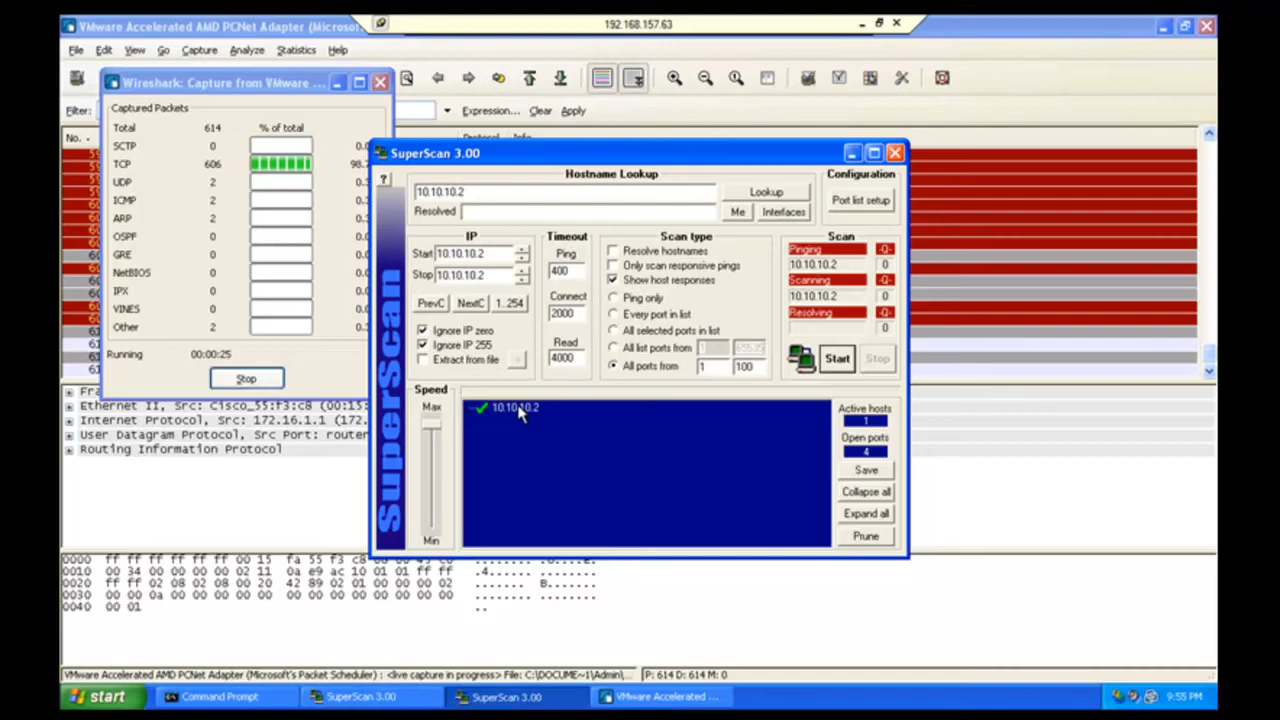 VMware Accelerated AMD PCNet Adapter (Microsof.
192.168.157.63
File Edit View Go Capture Analyze Statistics Help
Wireshark: Capture from VMware ...
Filter:
Expression... Clear Apply
No. -
Captured Packets
Total 614 % of total
SCTP 0
TCP 606
UDP 2
ICMP 2
ARP 2
OSPF 0
GRE 0
NetBIOS 0
IPX 0
VINES 0
Other 2
Running 00:00:25
Stop
SuperScan 3.00
Hostname Lookup
10.10.10.2
Lookup
Resolved
Me Interfaces
Configuration
Port list setup
?
IP
Start 10.10.10.2
Stop 10.10.10.2
PrevC NextC 1..254
Ignore IP zero
Ignore IP 255
Extract from file
Timeout
Ping
400
Connect
2000
Read
4000
Scan type
Resolve hostnames
Only scan responsive pings
Show host responses
Ping only
Every port in list
All selected ports in list
All list ports from 1 65535
All ports from 1 100
Scan
Pinging
10.10.10.2 0
Scanning
10.10.10.2 0
Resolving
0
Start Stop
SuperScan
Speed
Max
Min
10.10.10.2
Active hosts
1
Open ports
4
Save
Collapse all
Expand all
Prune
Fra
Ethernet II, Src: Cisco_55:f3:c8 (00:15:
Internet Protocol, Src: 172.16.1.1 (172.
User Datagram Protocol, Src Port: router
Routing Information Protocol
0000 ff ff ff ff ff ff 00 15 fa 55 f3 c8
0010 00 34 00 00 00 00 02 11 0a e9 ac 10 01 01 ff ff .4...... ........
0020 ff ff 02 08 02 08 00 20 42 89 02 01 00 00 00 02 ....... B.......
0030 00 00 0a 00 00 00 00 00 00 00 00 00 00 00 00 00 ........ ........
0040 00 01 ..
VMware Accelerated AMD PCNet Adapter (Microsoft's Packet Scheduler) : <live capture in progress> File: C:\DOCUME~1\Admin\... P: 614 D: 614 M: 0
start Command Prompt SuperScan 3.00 SuperScan 3.00 VMware Accelerated ... 9:55 PM